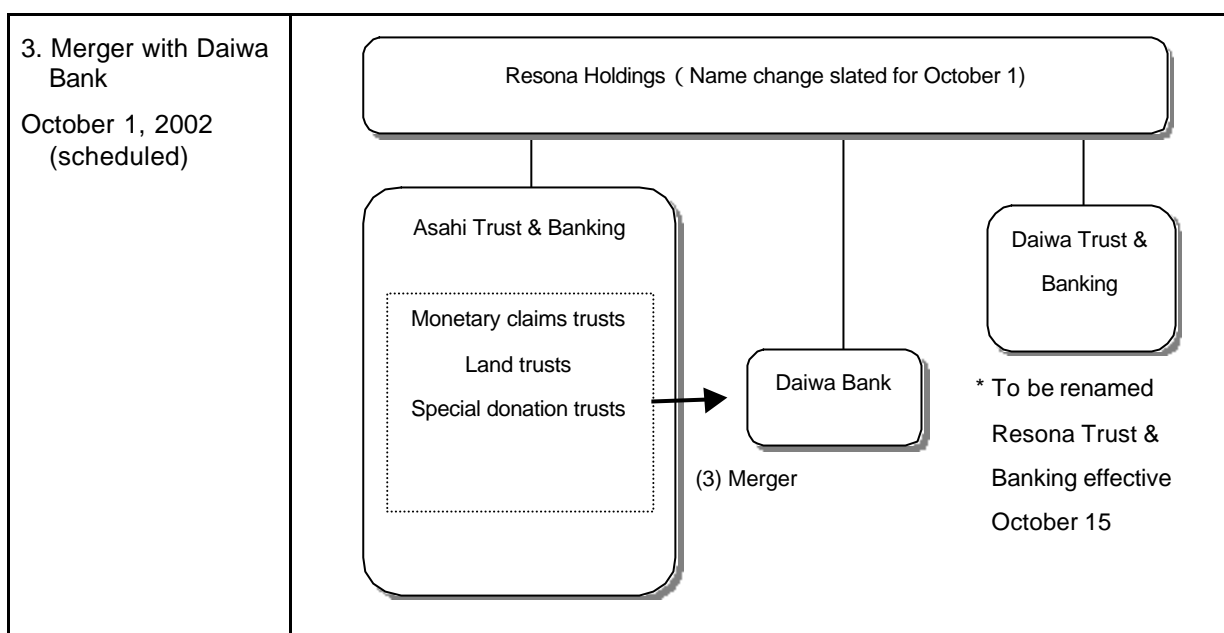 3. Merger with Daiwa
Bank
October 1, 2002
(scheduled)
Resona Holdings ( Name change slated for October 1)
Asahi Trust & Banking
Monetary claims trusts
Land trusts
Special donation trusts
(3) Merger
Daiwa Bank
Daiwa Trust &
Banking
* To be renamed
Resona Trust &
Banking effective
October 15